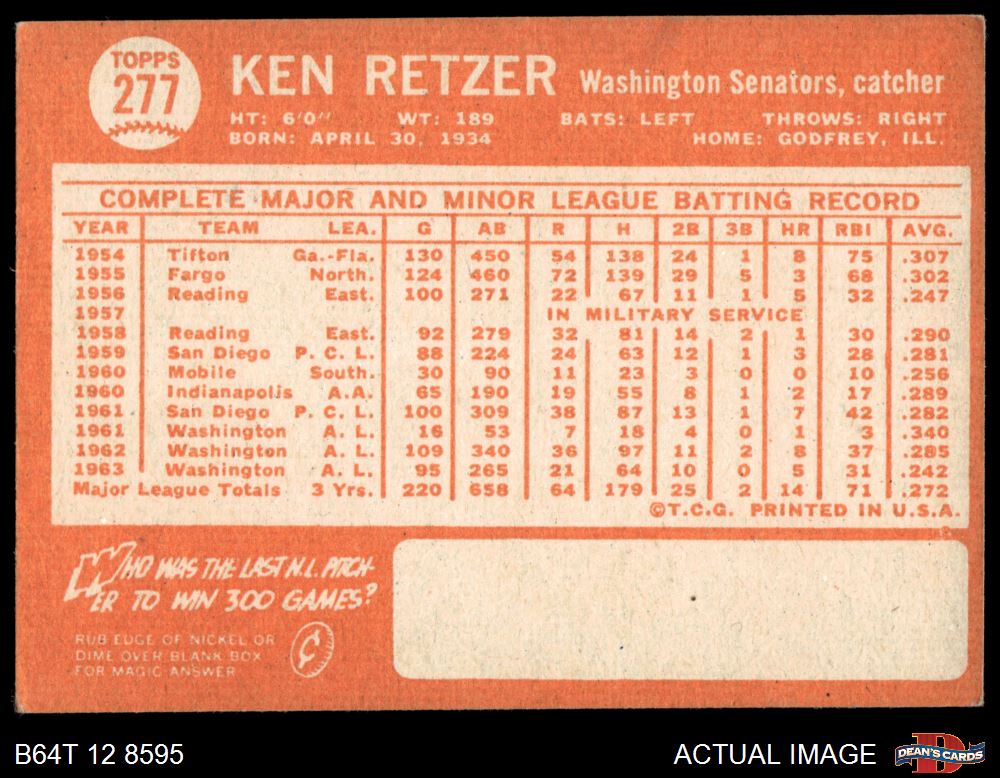 TOPPS
277
KEN RETZER Washington Senators, catcher
HT: 6'0" WT: 189 BATS: LEFT THROWS: RIGHT
BORN: APRIL 30, 1934 HOME: GODFREY, ILL.
COMPLETE MAJOR AND MINOR LEAGUE BATTING RECORD
YEAR TEAM LEA. G AB R H 2B 3B HR RBI AVG.
1954 Tifton Ga.-Fla. 130 450 54 138 24 1 8 75 .307
1955 Fargo North. 124 460 72 139 29 5 3 68 .302
1956 Reading East. 100 271 22 67 11 1 5 32 .247
1957 IN MILITARY SERVICE
1958 Reading East. 92 279 32 81 14 2 1 30 .290
1959 San Diego P. C. L. 88 224 24 63 12 1 3 28 .281
1960 Mobile South. 30 90 11 23 3 0 0 10 .256
1960 Indianapolis A.A. 65 190 19 55 8 1 2 17 .289
1961 San Diego P. C. L. 100 309 38 87 13 1 7 42 .282
1961 Washington A. L. 16 53 7 18 4 0 1 3 .340
1962 Washington A. L. 109 340 36 97 11 2 8 37 .285
1963 Washington A. L. 95 265 21 64 10 0 5 31 .242
Major League Totals 3 Yrs. 220 658 64 179 25 2 14 71 .272
©T.C.G. PRINTED IN U.S.A.
WHO WAS THE LAST N.L. PITCH-
ER TO WIN 300 GAMES?
RUB EDGE OF NICKEL OR
DIME OVER BLANK BOX
FOR MAGIC ANSWER
¢
B64T 12 8595 ACTUAL IMAGE DEAN'S CARDS